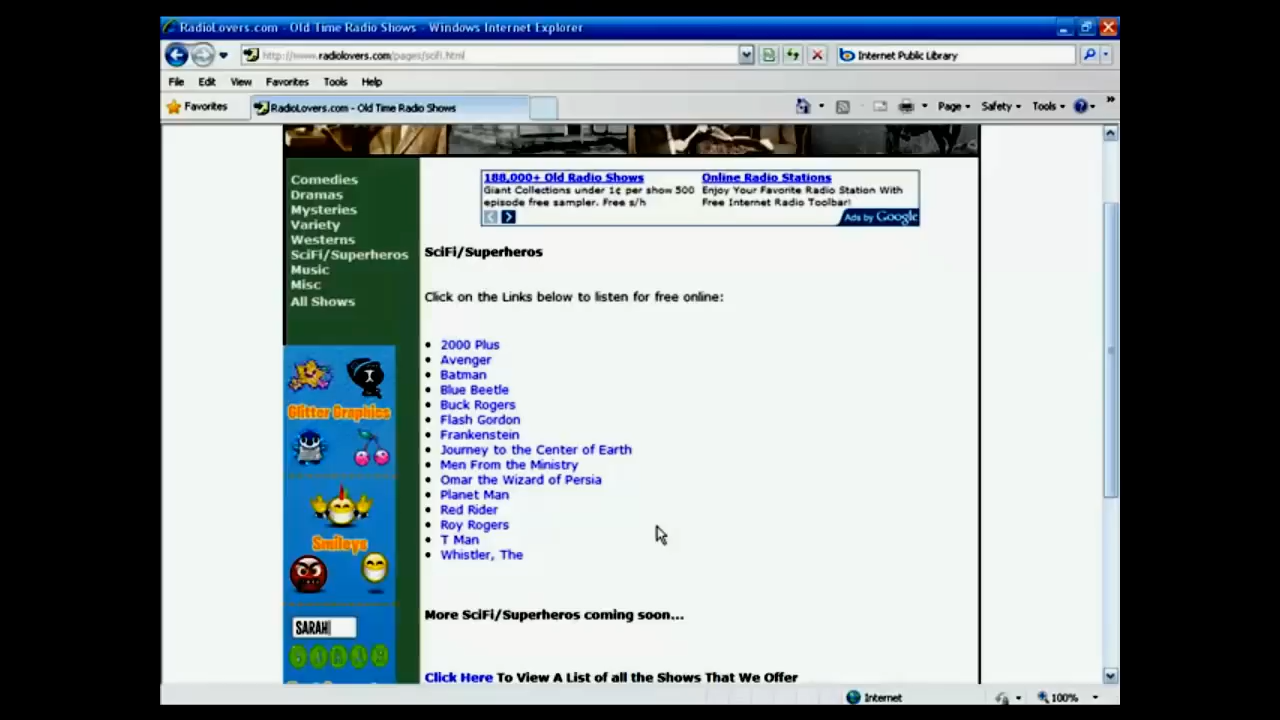 RadioLovers.com - Old Time Radio Shows - Windows Internet Explorer
http://www.radiolovers.com/pages/scifi.html
Internet Public Library
File Edit View Favorites Tools Help
Favorites
RadioLovers.com - Old Time Radio Shows
Page Safety Tools
Comedies
Dramas
Mysteries
Variety
Westerns
SciFi/Superheros
Music
Misc
All Shows
188,000+ Old Radio Shows
Giant Collections under 1¢ per show 500
episode free sampler. Free s/h
Online Radio Stations
Enjoy Your Favorite Radio Station With
Free Internet Radio Toolbar!
Ads by Google
SciFi/Superheros
Click on the Links below to listen for free online:
2000 Plus
Avenger
Batman
Blue Beetle
Buck Rogers
Flash Gordon
Frankenstein
Journey to the Center of Earth
Men From the Ministry
Omar the Wizard of Persia
Planet Man
Red Rider
Roy Rogers
T Man
Whistler, The
More SciFi/Superheros coming soon...
Click Here To View A List of all the Shows That We Offer
Glitter Graphics
Smileys
SARAH
Internet
100%